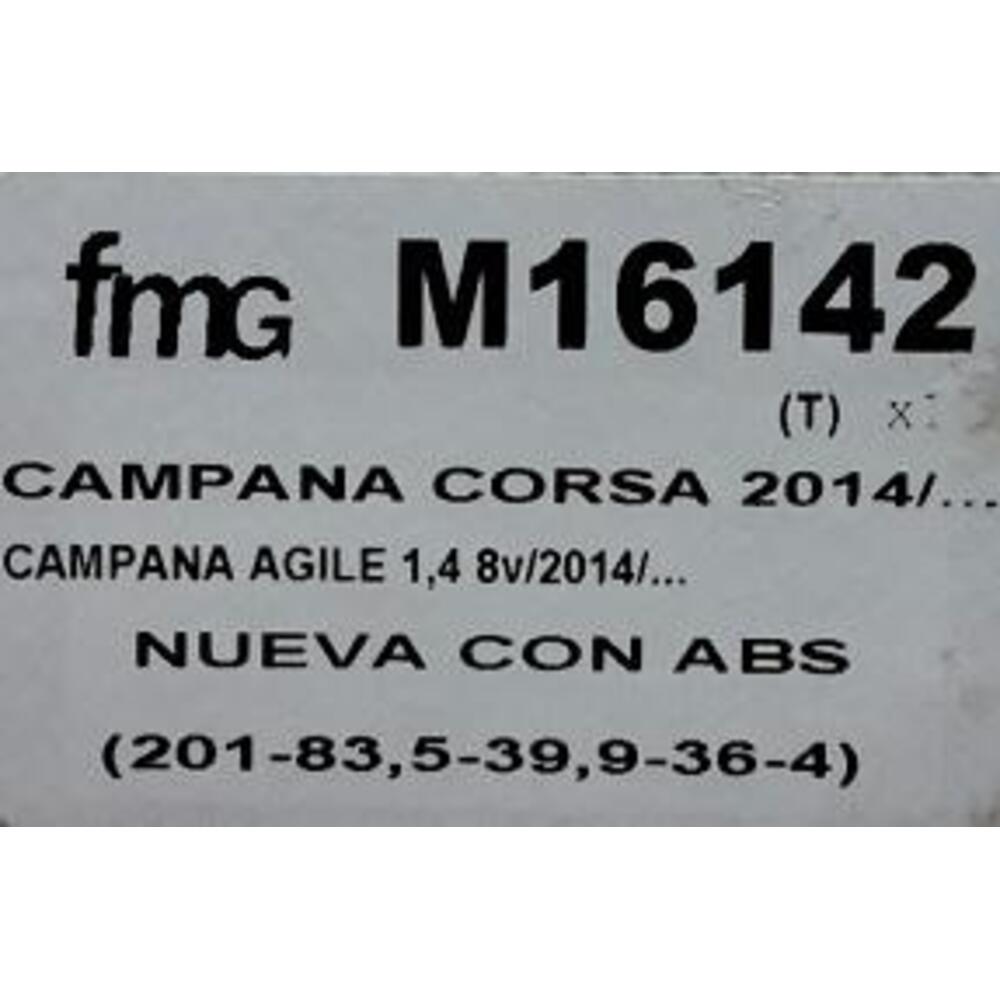 fmG M16142
(T) x
CAMPANA CORSA 2014/...
CAMPANA AGILE 1,4 8v/2014/...
NUEVA CON ABS
(201-83,5-39,9-36-4)